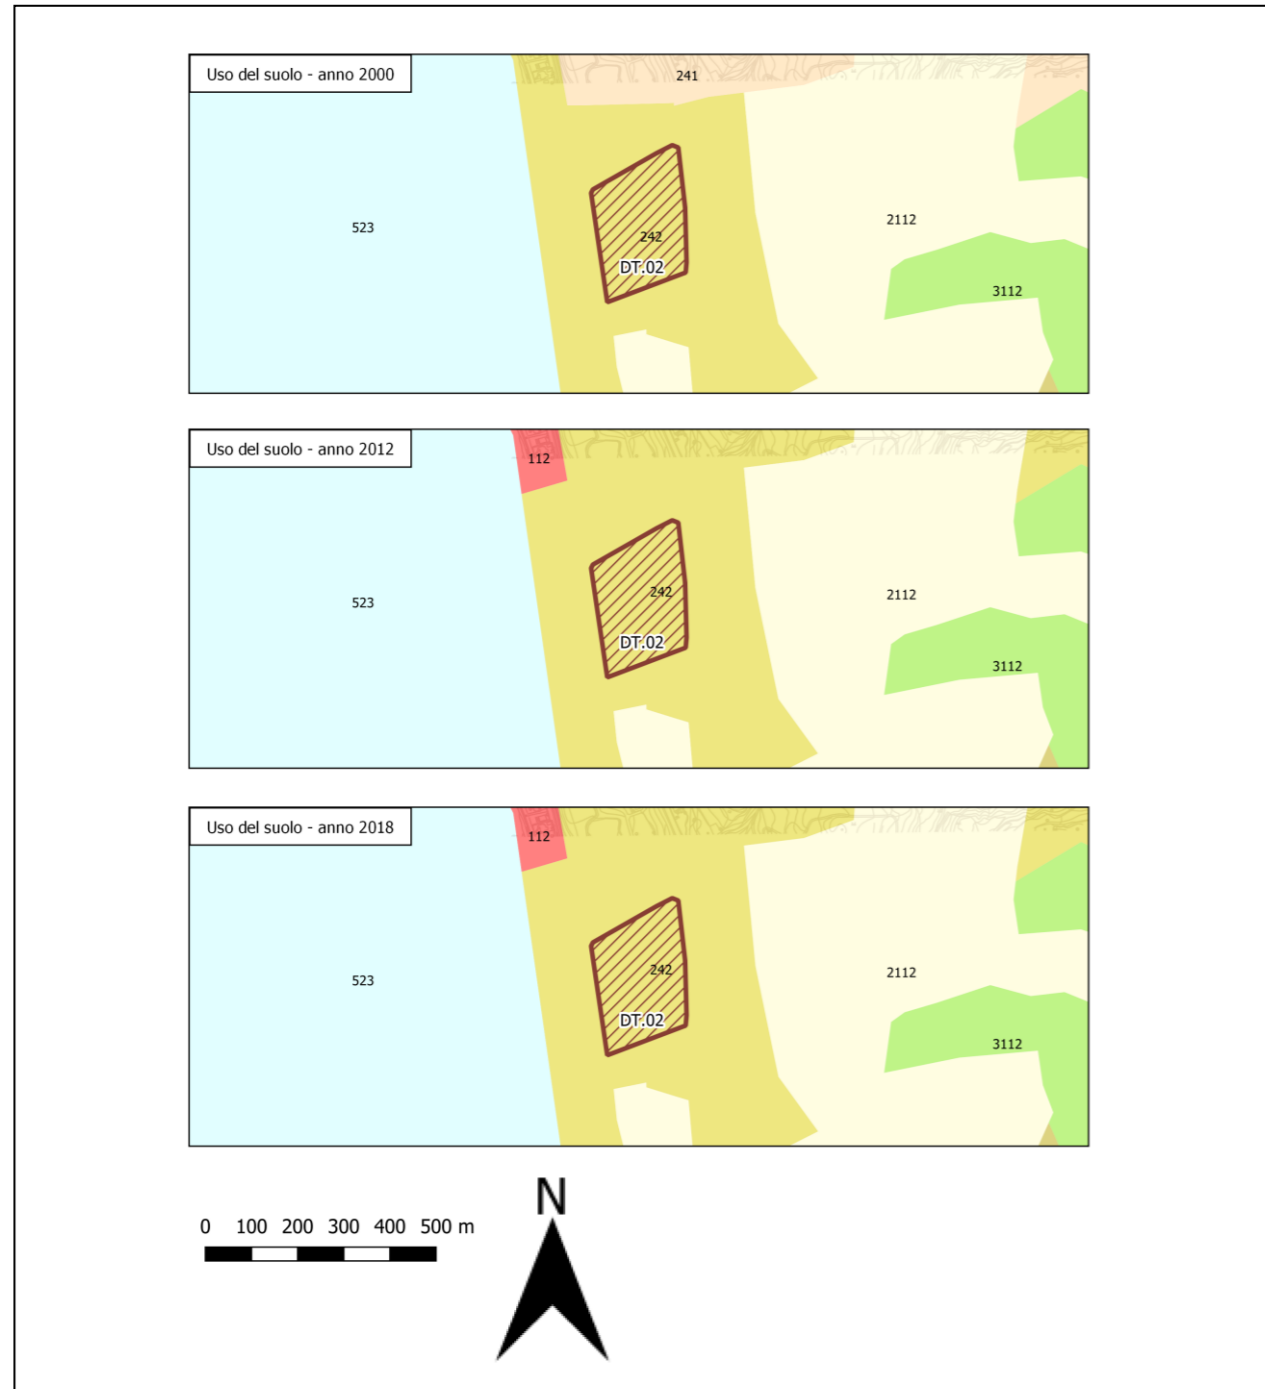 Uso del suolo - anno 2000
241
523
242
DT.02
2112
3112
Uso del suolo - anno 2012
112
523
242
DT.02
2112
3112
Uso del suolo - anno 2018
112
523
242
DT.02
2112
3112
N
0 100 200 300 400 500 m